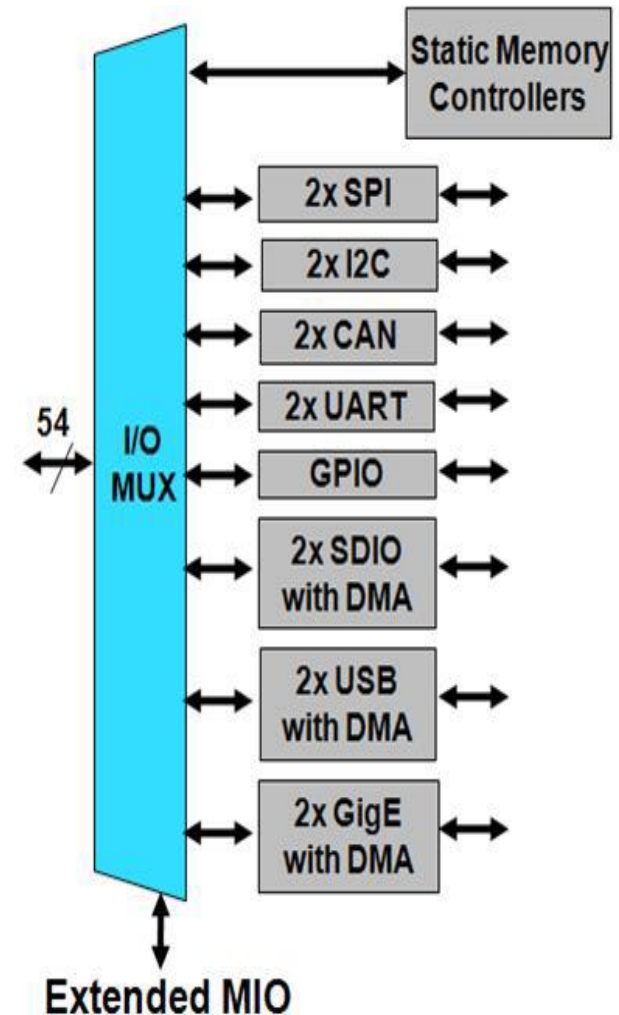 Static Memory
Controllers
2x SPI
2x I2C
2x CAN
2x UART
54
I/O
MUX
GPIO
2x SDIO
with DMA
2x USB
with DMA
2x GigE
with DMA
Extended MIO